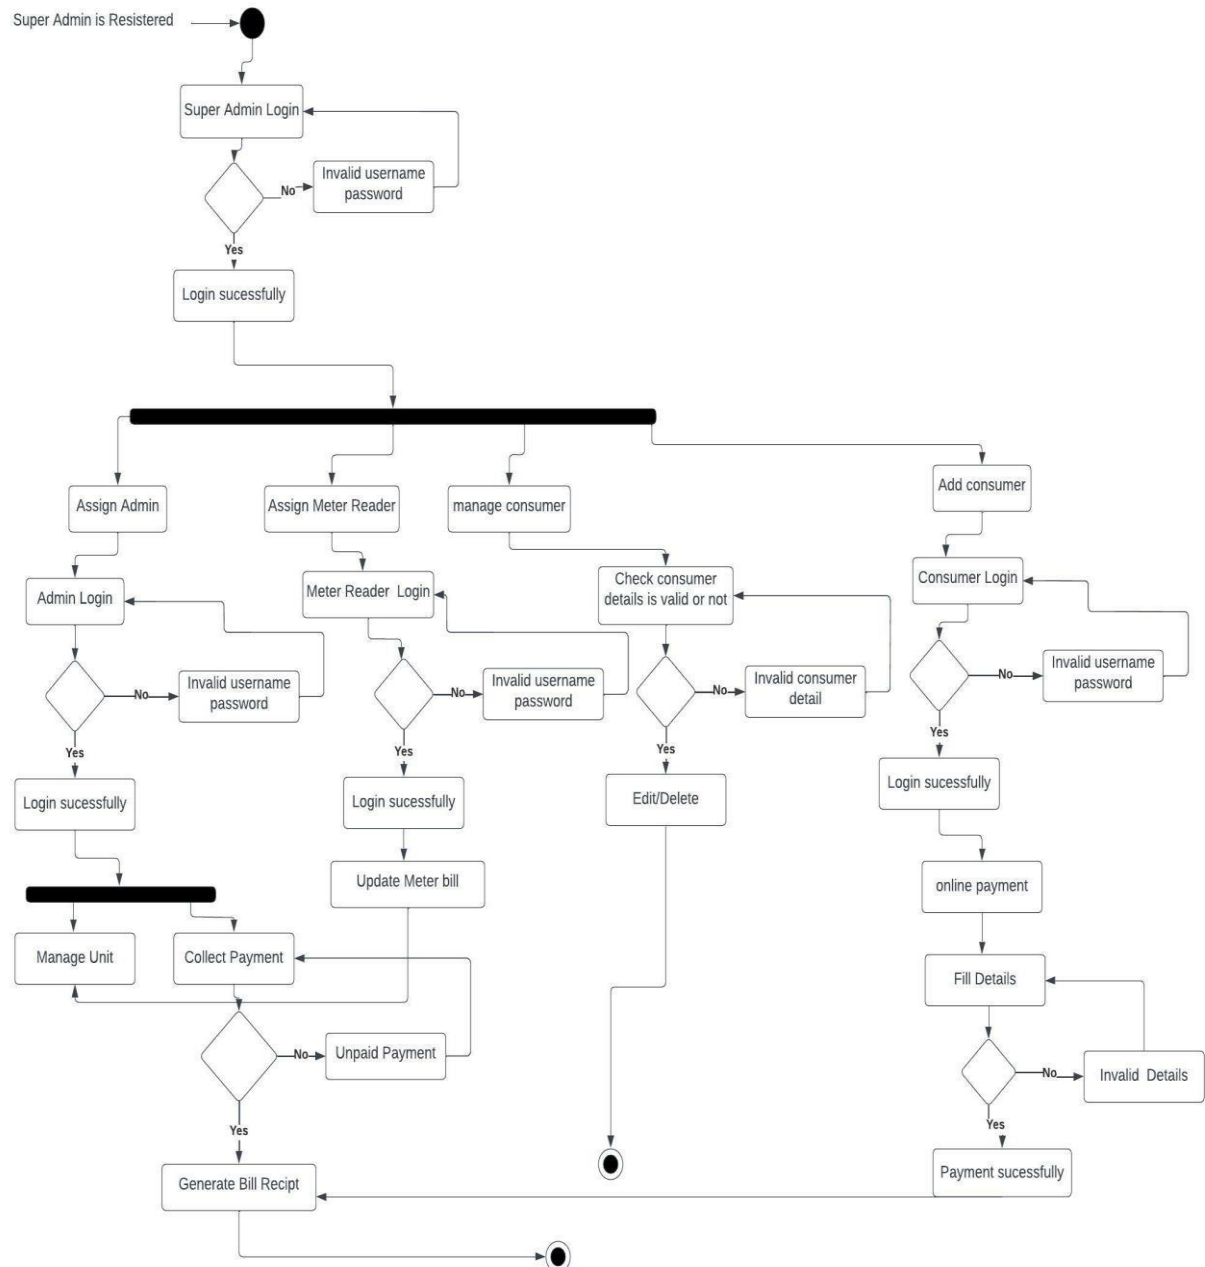 Super Admin is Resistered
Super Admin Login
Invalid username
password
No
Yes
Login sucessfully
Assign Admin
Assign Meter Reader
manage consumer
Add consumer
Admin Login
Meter Reader Login
Check consumer
details is valid or not
Consumer Login
No
Invalid username
password
No
Invalid username
password
No
Invalid consumer
detail
No
Invalid username
password
Yes
Yes
Yes
Yes
Login sucessfully
Login sucessfully
Edit/Delete
Login sucessfully
Update Meter bill
online payment
Manage Unit
Collect Payment
Fill Details
No
Unpaid Payment
No
Invalid Details
Yes
Yes
Generate Bill Recipt
Payment sucessfully